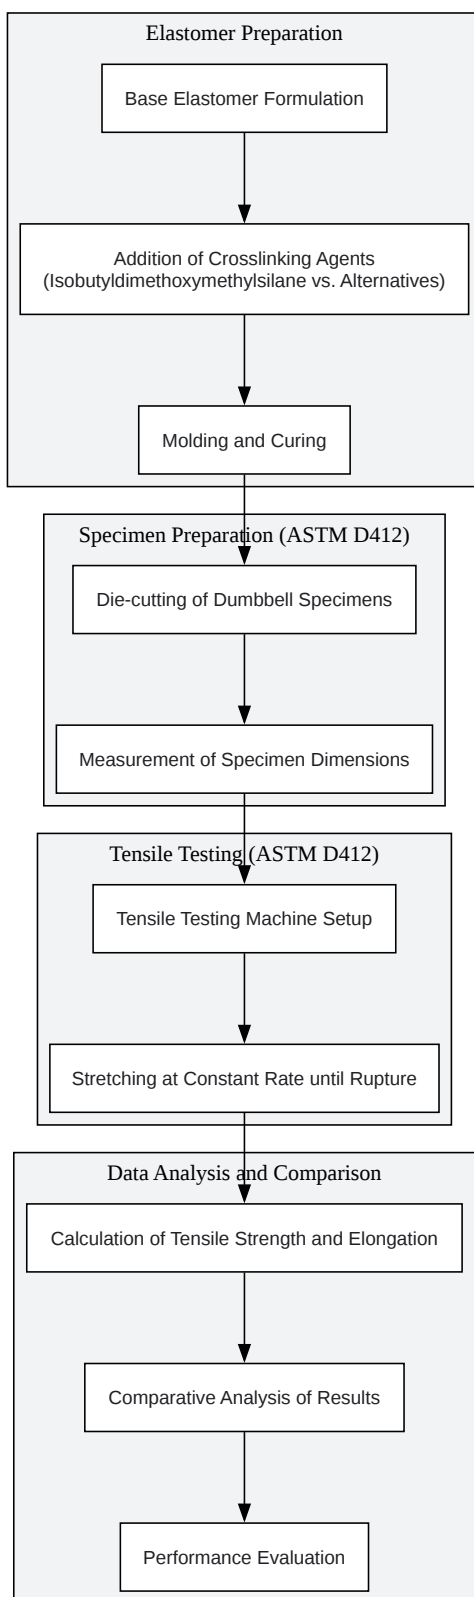 Elastomer Preparation
Base Elastomer Formulation
Addition of Crosslinking Agents
(Isobutyldimethoxymethylsilane vs. Alternatives)
Molding and Curing
Specimen Preparation (ASTM D412)
Die-cutting of Dumbbell Specimens
Measurement of Specimen Dimensions
Tensile Testing (ASTM D412)
Tensile Testing Machine Setup
Stretching at Constant Rate until Rupture
Data Analysis and Comparison
Calculation of Tensile Strength and Elongation
Comparative Analysis of Results
Performance Evaluation